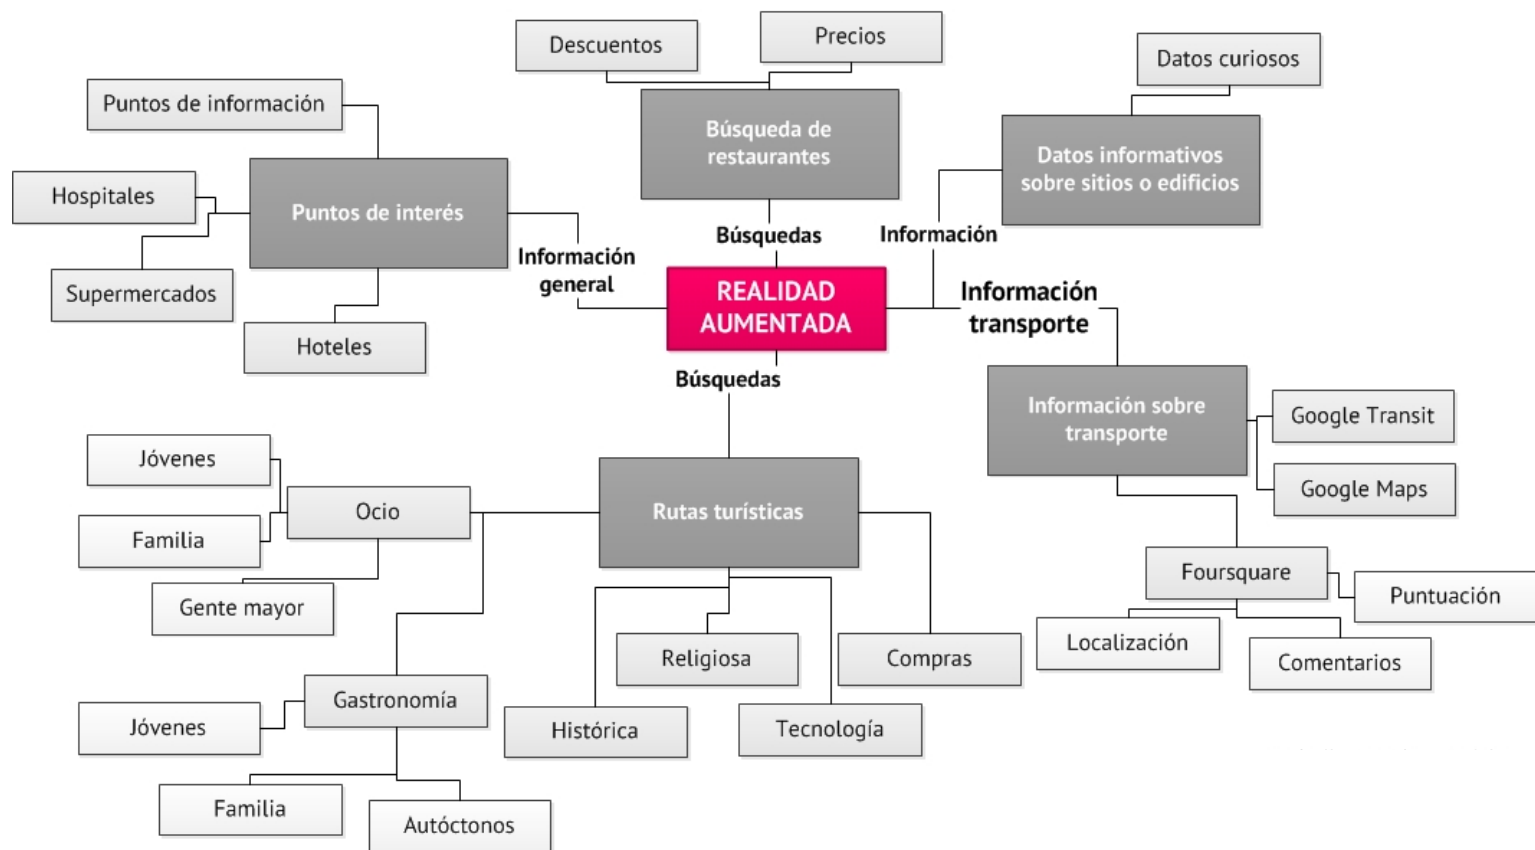 Descuentos
Precios
Datos curiosos
Puntos de información
Búsqueda de
restaurantes
Datos informativos
sobre sitios o edificios
Hospitales
Puntos de interés
Supermercados
Hoteles
Información
general
Búsquedas
Información
REALIDAD
AUMENTADA
Información
transporte
Búsquedas
Información sobre
transporte
Google Transit
Google Maps
Foursquare
Puntuación
Localización
Comentarios
Jóvenes
Ocio
Familia
Gente mayor
Rutas turísticas
Religiosa
Compras
Gastronomía
Jóvenes
Histórica
Tecnología
Familia
Autóctonos